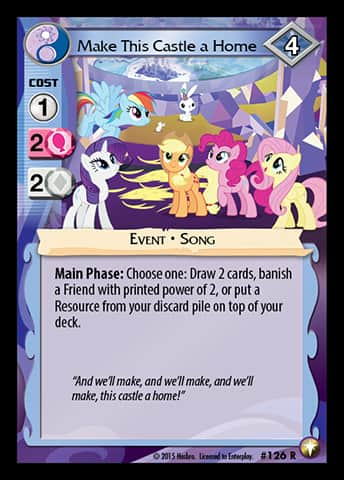 Make This Castle a Home
4
COST
1
2
2
EVENT • SONG
Main Phase: Choose one: Draw 2 cards, banish
a Friend with printed power of 2, or put a
Resource from your discard pile on top of your
deck.
“And we’ll make, and we’ll make, and we’ll
make, this castle a home!”
© 2015 Hasbro. Licensed to Enterplay. #126 R